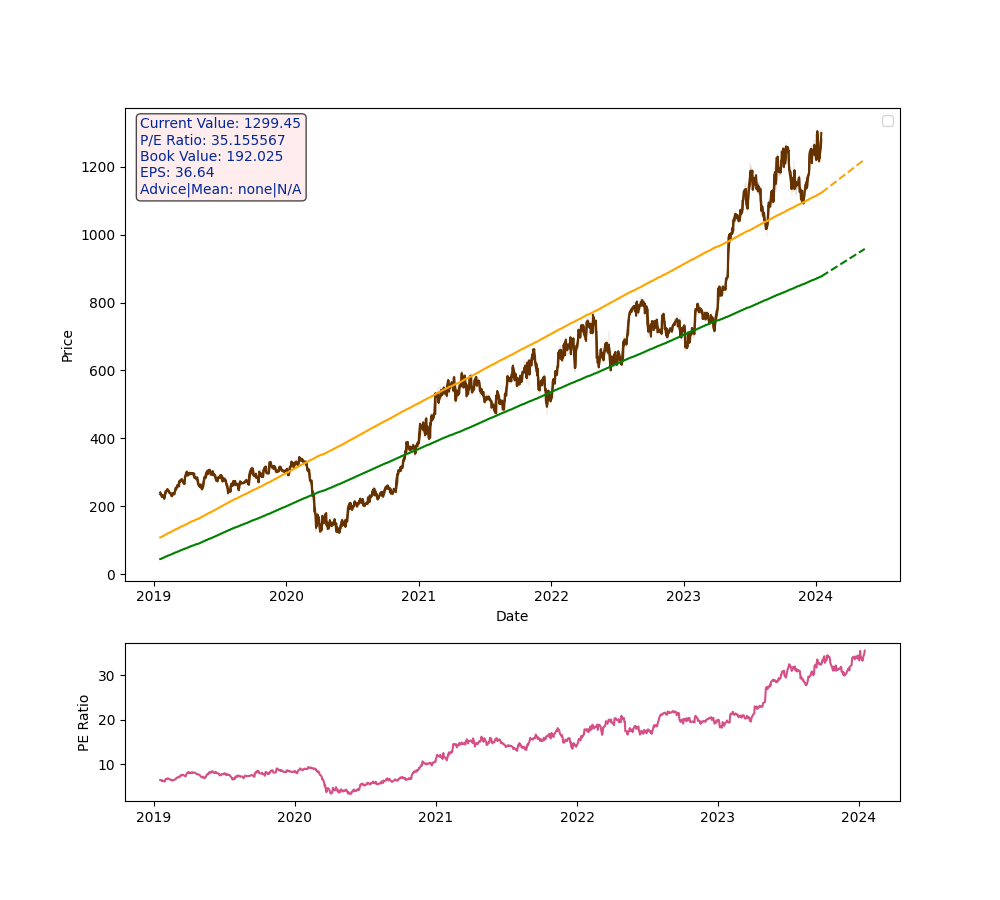 Current Value: 1299.45
P/E Ratio: 35.155567
Book Value: 192.025
EPS: 36.64
Advice|Mean: none|N/A
1200
1000
800
600
400
200
0
Price
2019 2020 2021 2022 2023 2024
Date
30
20
10
PE Ratio
2019 2020 2021 2022 2023 2024